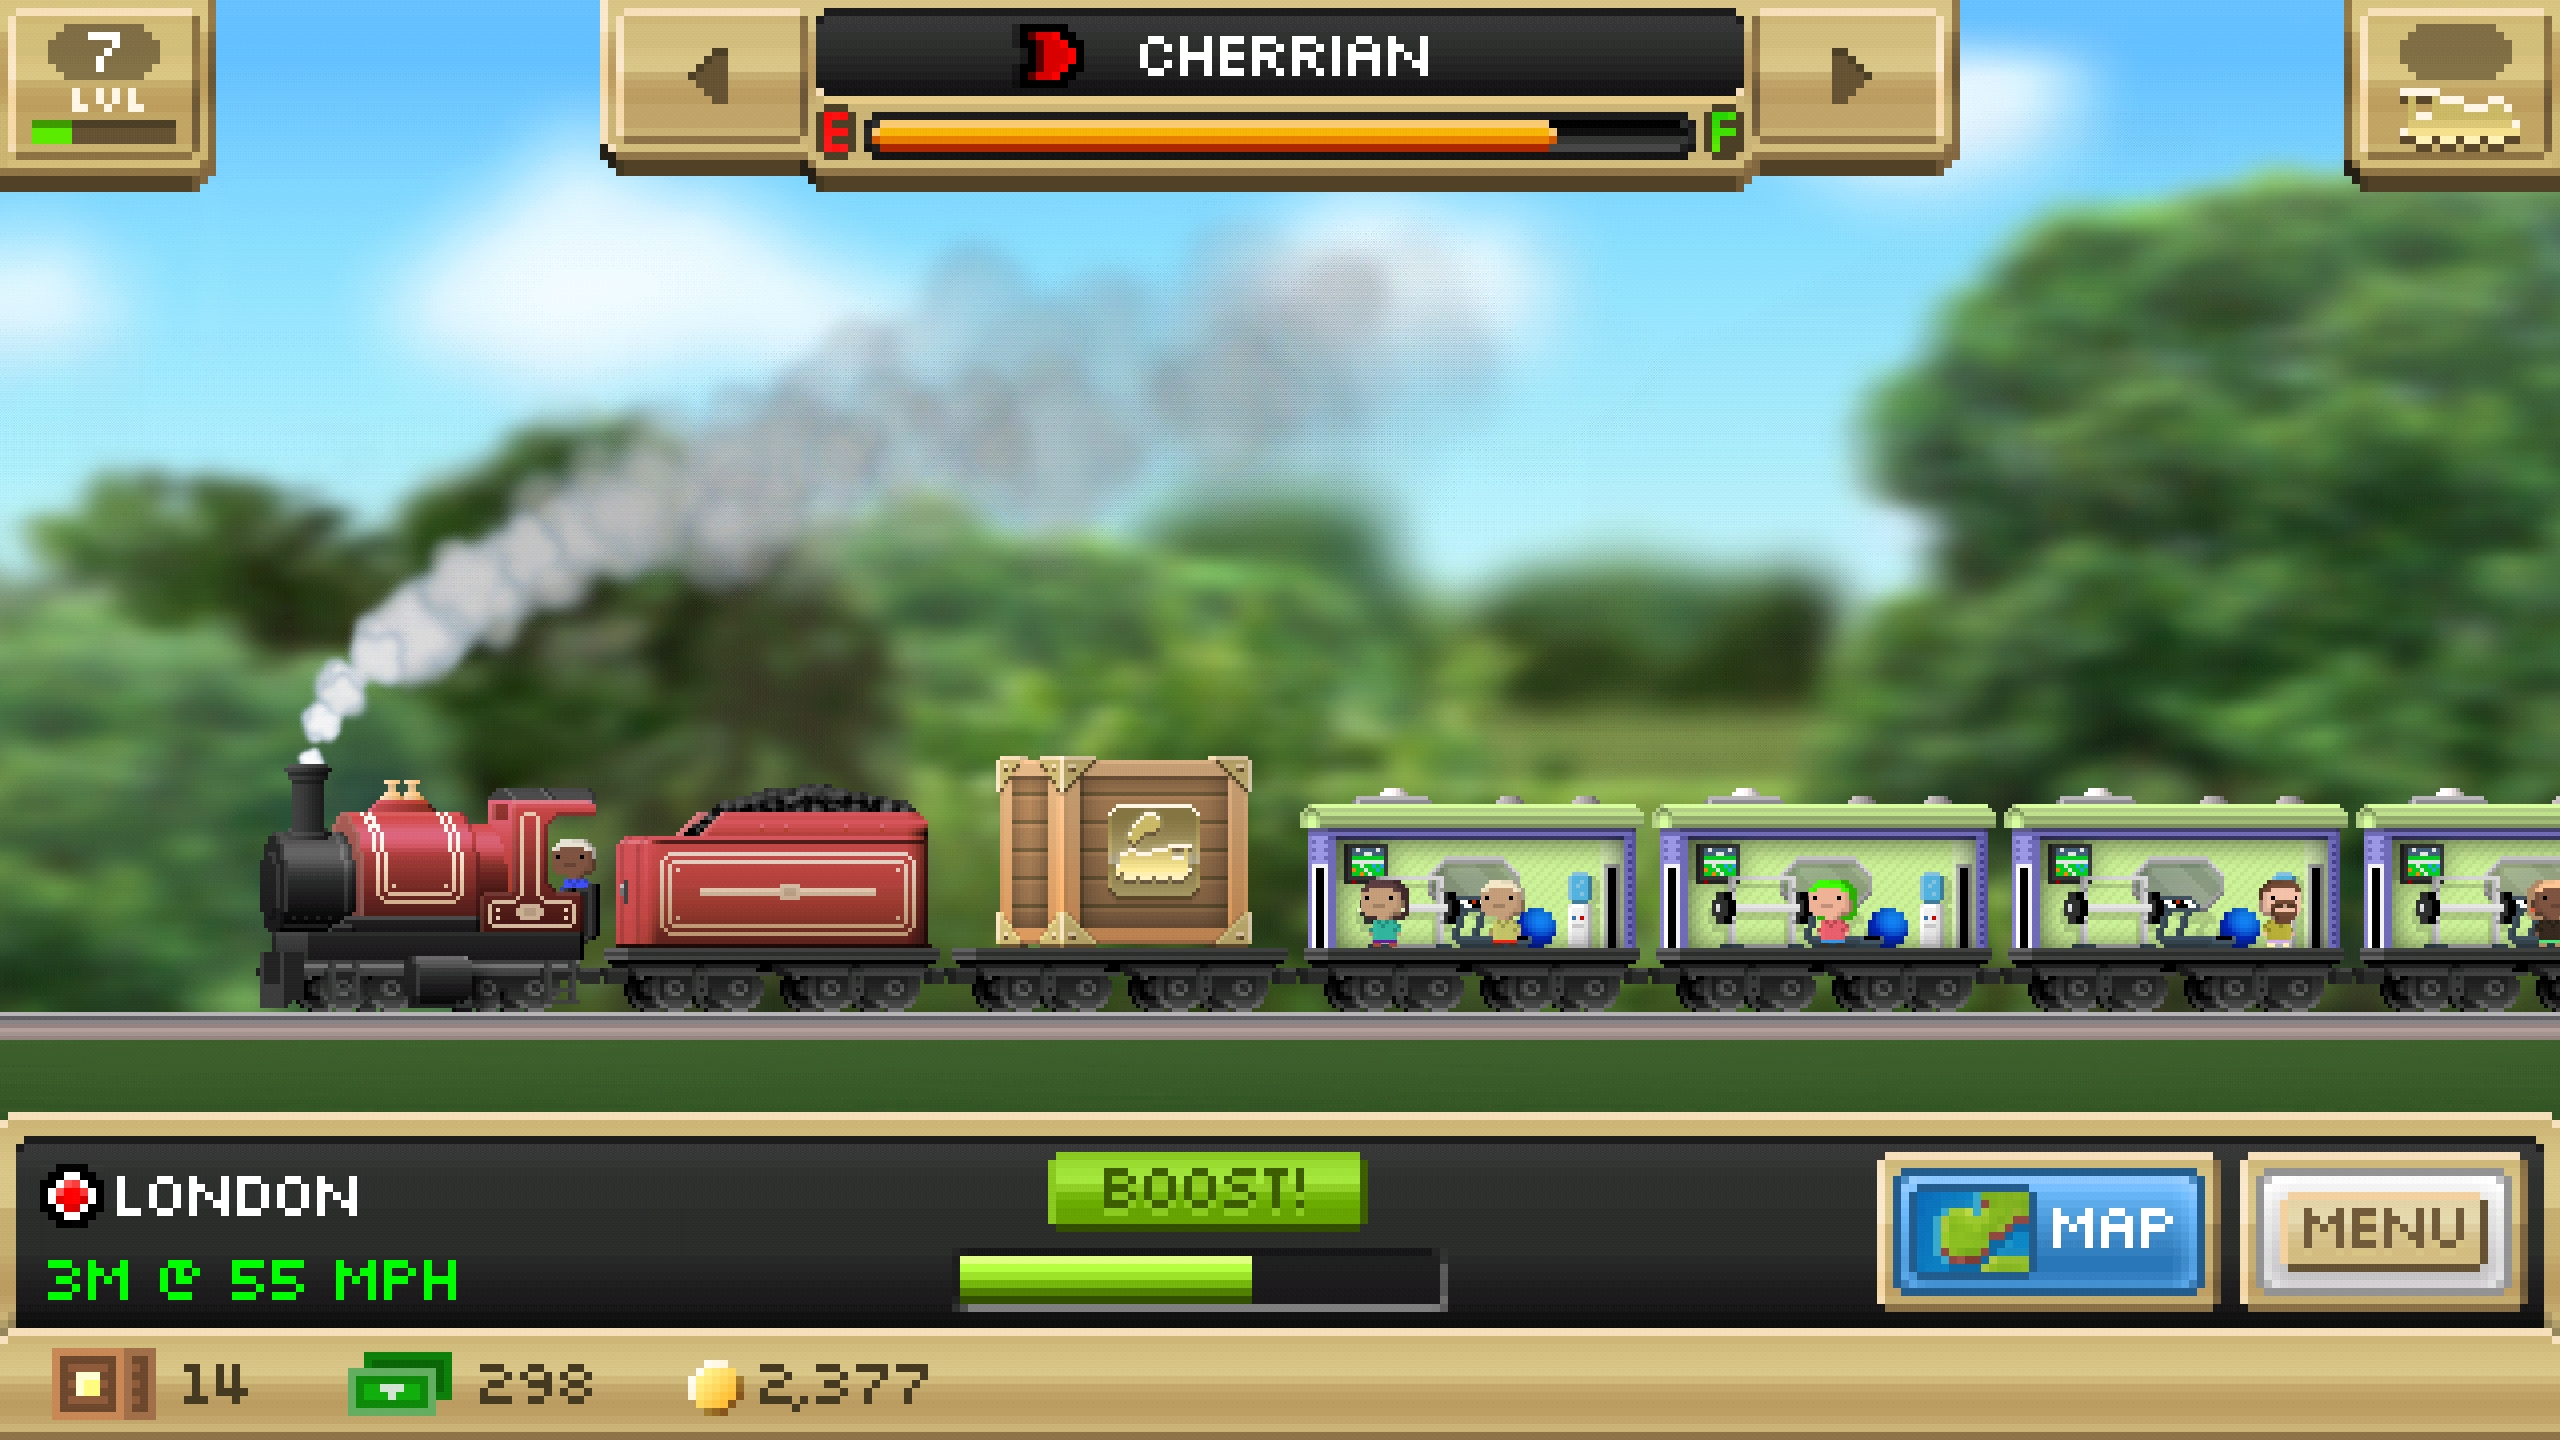 7
LVL
CHERRIAN
E F
LONDON
BOOST!
MAP
MENU
3M @ 55 MPH
14 298 2,377